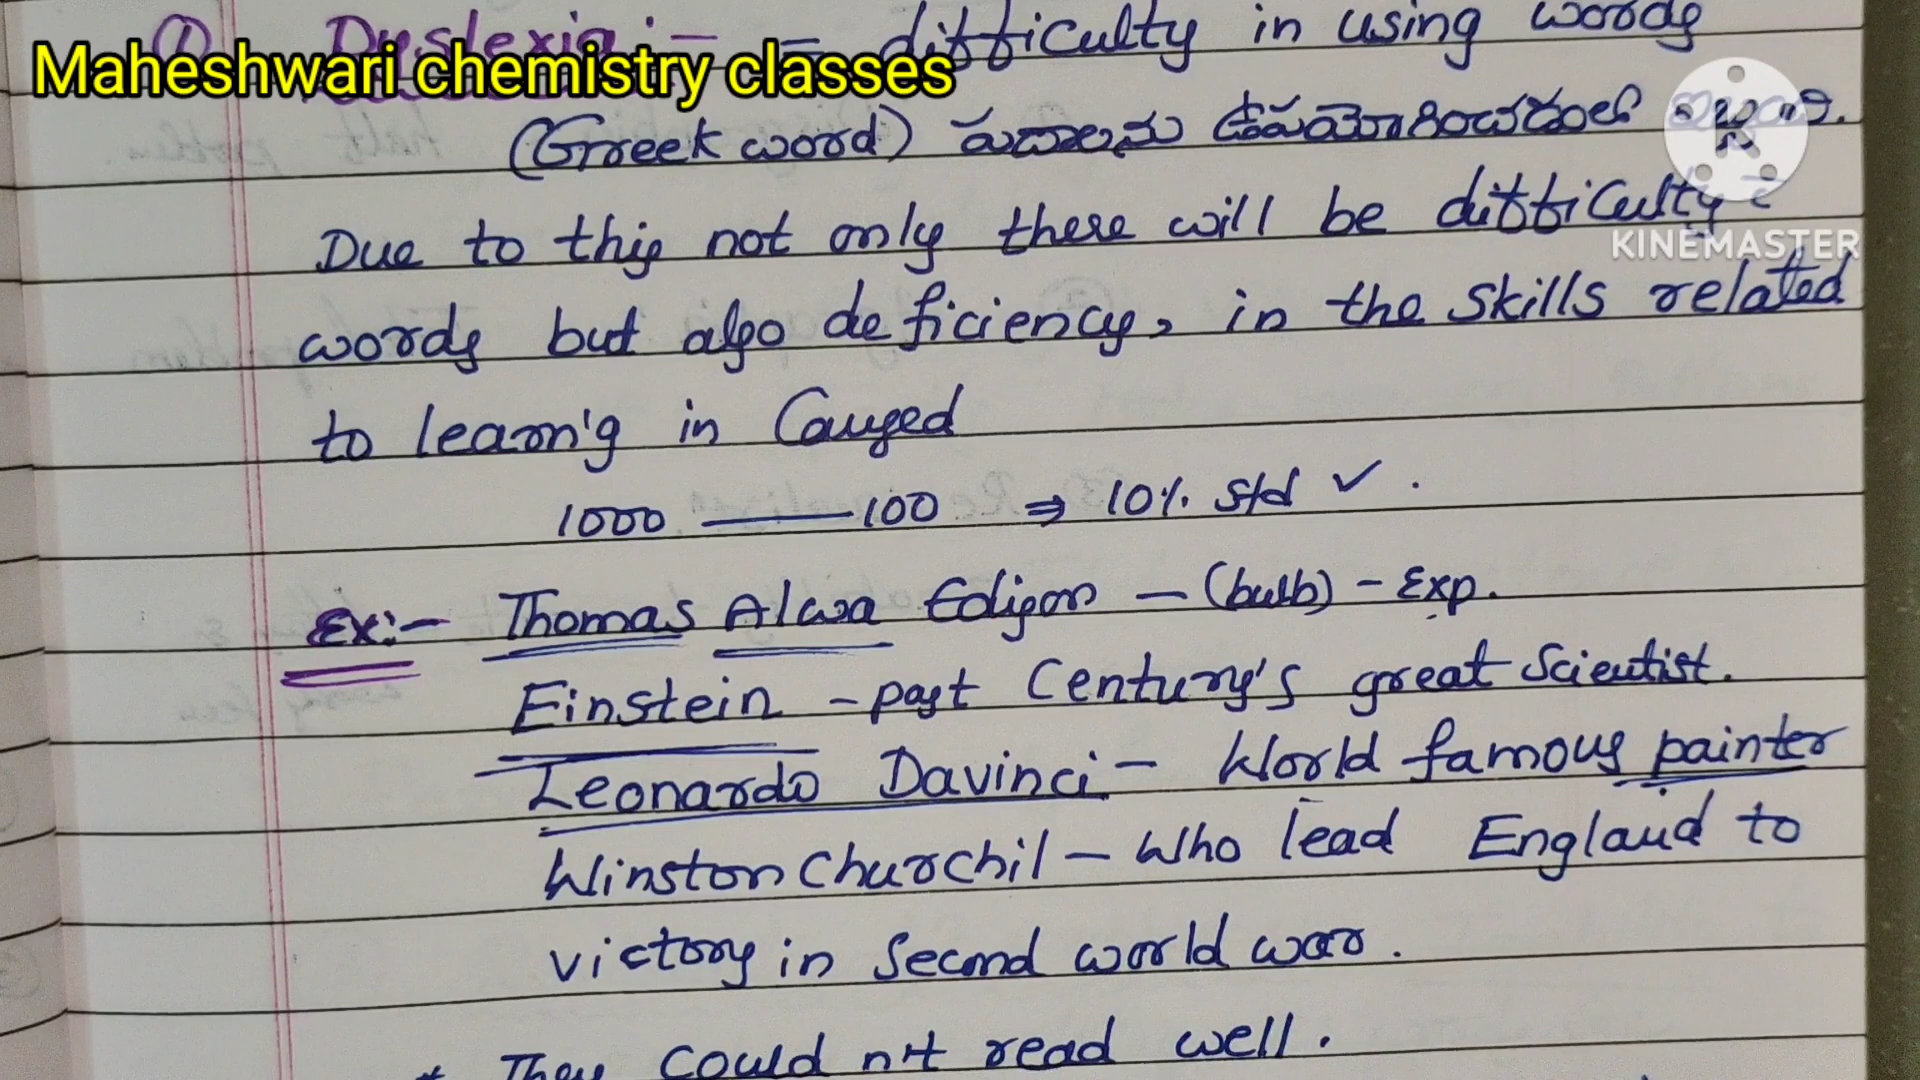 ① Dyslexia :- = difficulty in using words
Maheshwari chemistry classes
(Greek word)
K
Due to this not only there will be difficulty
KINEMASTER
words but also deficiency, in the skills related
to learn'g in Caused
1000 —— 100 ⇒ 10% Std ✓ .
Ex:- Thomas Alwa Edison - (bulb) - Exp.
Einstein - past Century's great Scientist.
Leonardo Davinci - World famous painter
Winston Churchil - Who lead England to
victory in Second world war.
* They Could n't read well.